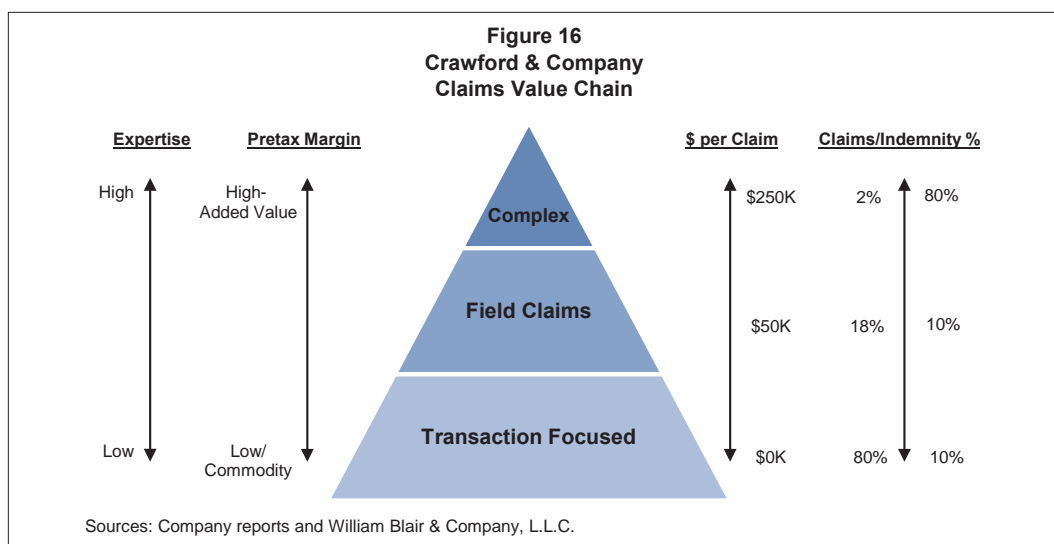 Figure 16
Crawford & Company
Claims Value Chain
Expertise
Pretax Margin
$ per Claim
Claims/Indemnity %
High
High-
Added Value
Complex
$250K
2%
80%
Field Claims
$50K
18%
10%
Low
Low/
Commodity
Transaction Focused
$0K
80%
10%
Sources: Company reports and William Blair & Company, L.L.C.